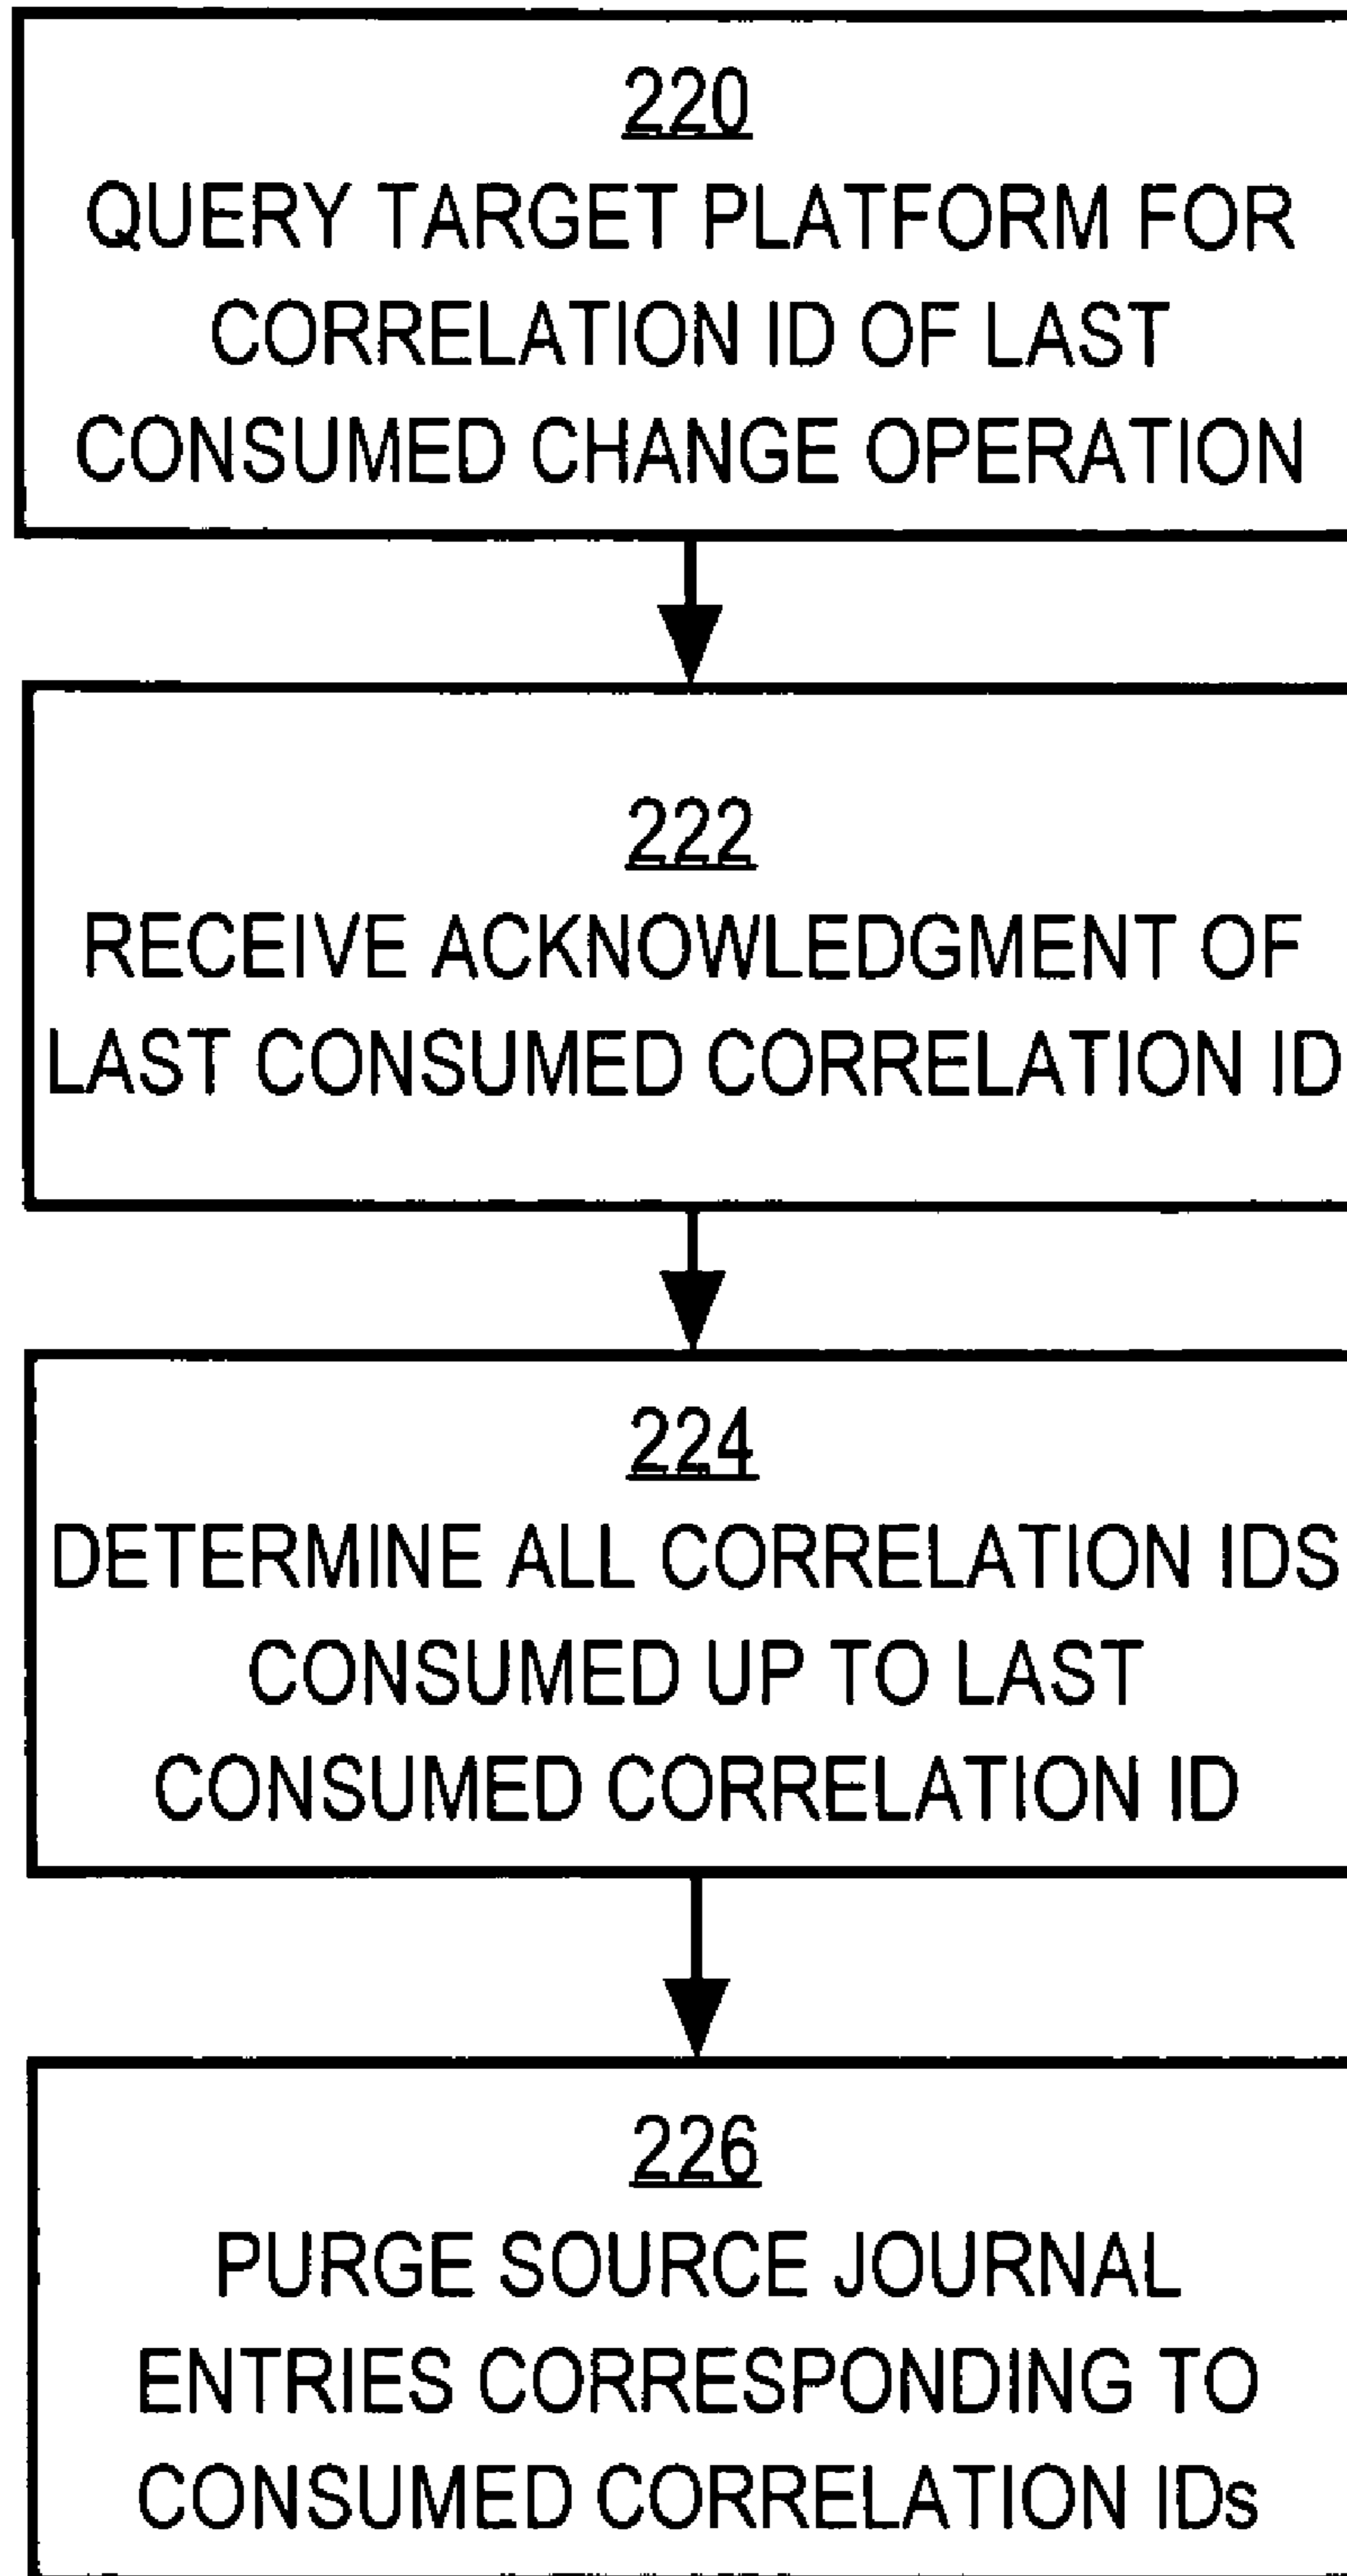 220
QUERY TARGET PLATFORM FOR
CORRELATION ID OF LAST
CONSUMED CHANGE OPERATION
222
RECEIVE ACKNOWLEDGMENT OF
LAST CONSUMED CORRELATION ID
224
DETERMINE ALL CORRELATION IDS
CONSUMED UP TO LAST
CONSUMED CORRELATION ID
226
PURGE SOURCE JOURNAL
ENTRIES CORRESPONDING TO
CONSUMED CORRELATION IDs